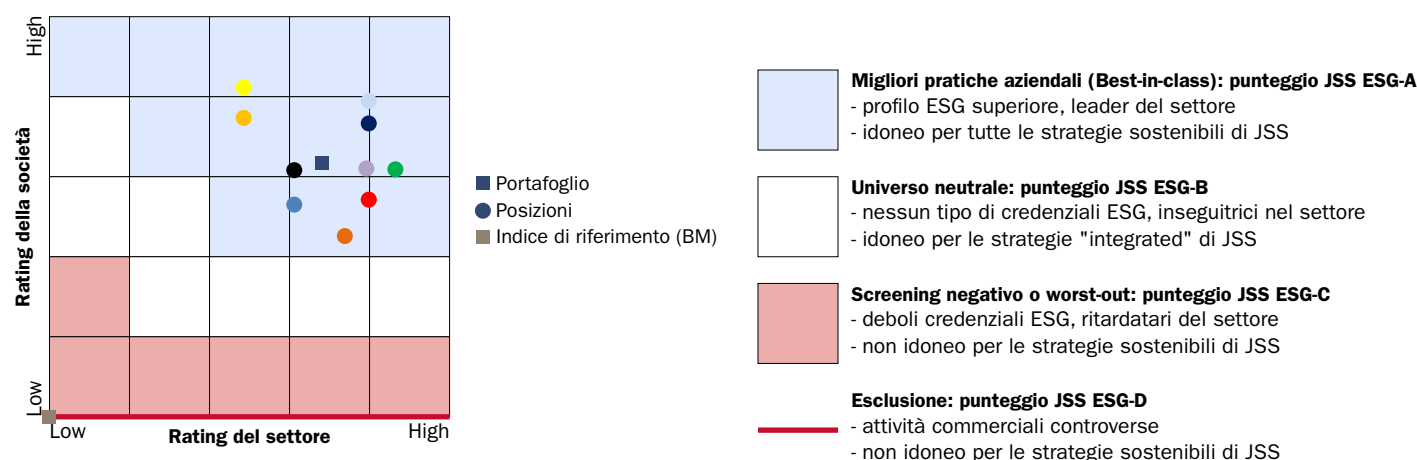 High
Rating della società
Low
Low
Rating del settore
High
Portafoglio
Posizioni
Indice di riferimento (BM)
Migliori pratiche aziendali (Best-in-class): punteggio JSS ESG-A
- profilo ESG superiore, leader del settore
- idoneo per tutte le strategie sostenibili di JSS
Universo neutrale: punteggio JSS ESG-B
- nessun tipo di credenziali ESG, inseguitrici nel settore
- idoneo per le strategie "integrated" di JSS
Screening negativo o worst-out: punteggio JSS ESG-C
- deboli credenziali ESG, ritardatari del settore
- non idoneo per le strategie sostenibili di JSS
Esclusione: punteggio JSS ESG-D
- attività commerciali controverse
- non idoneo per le strategie sostenibili di JSS